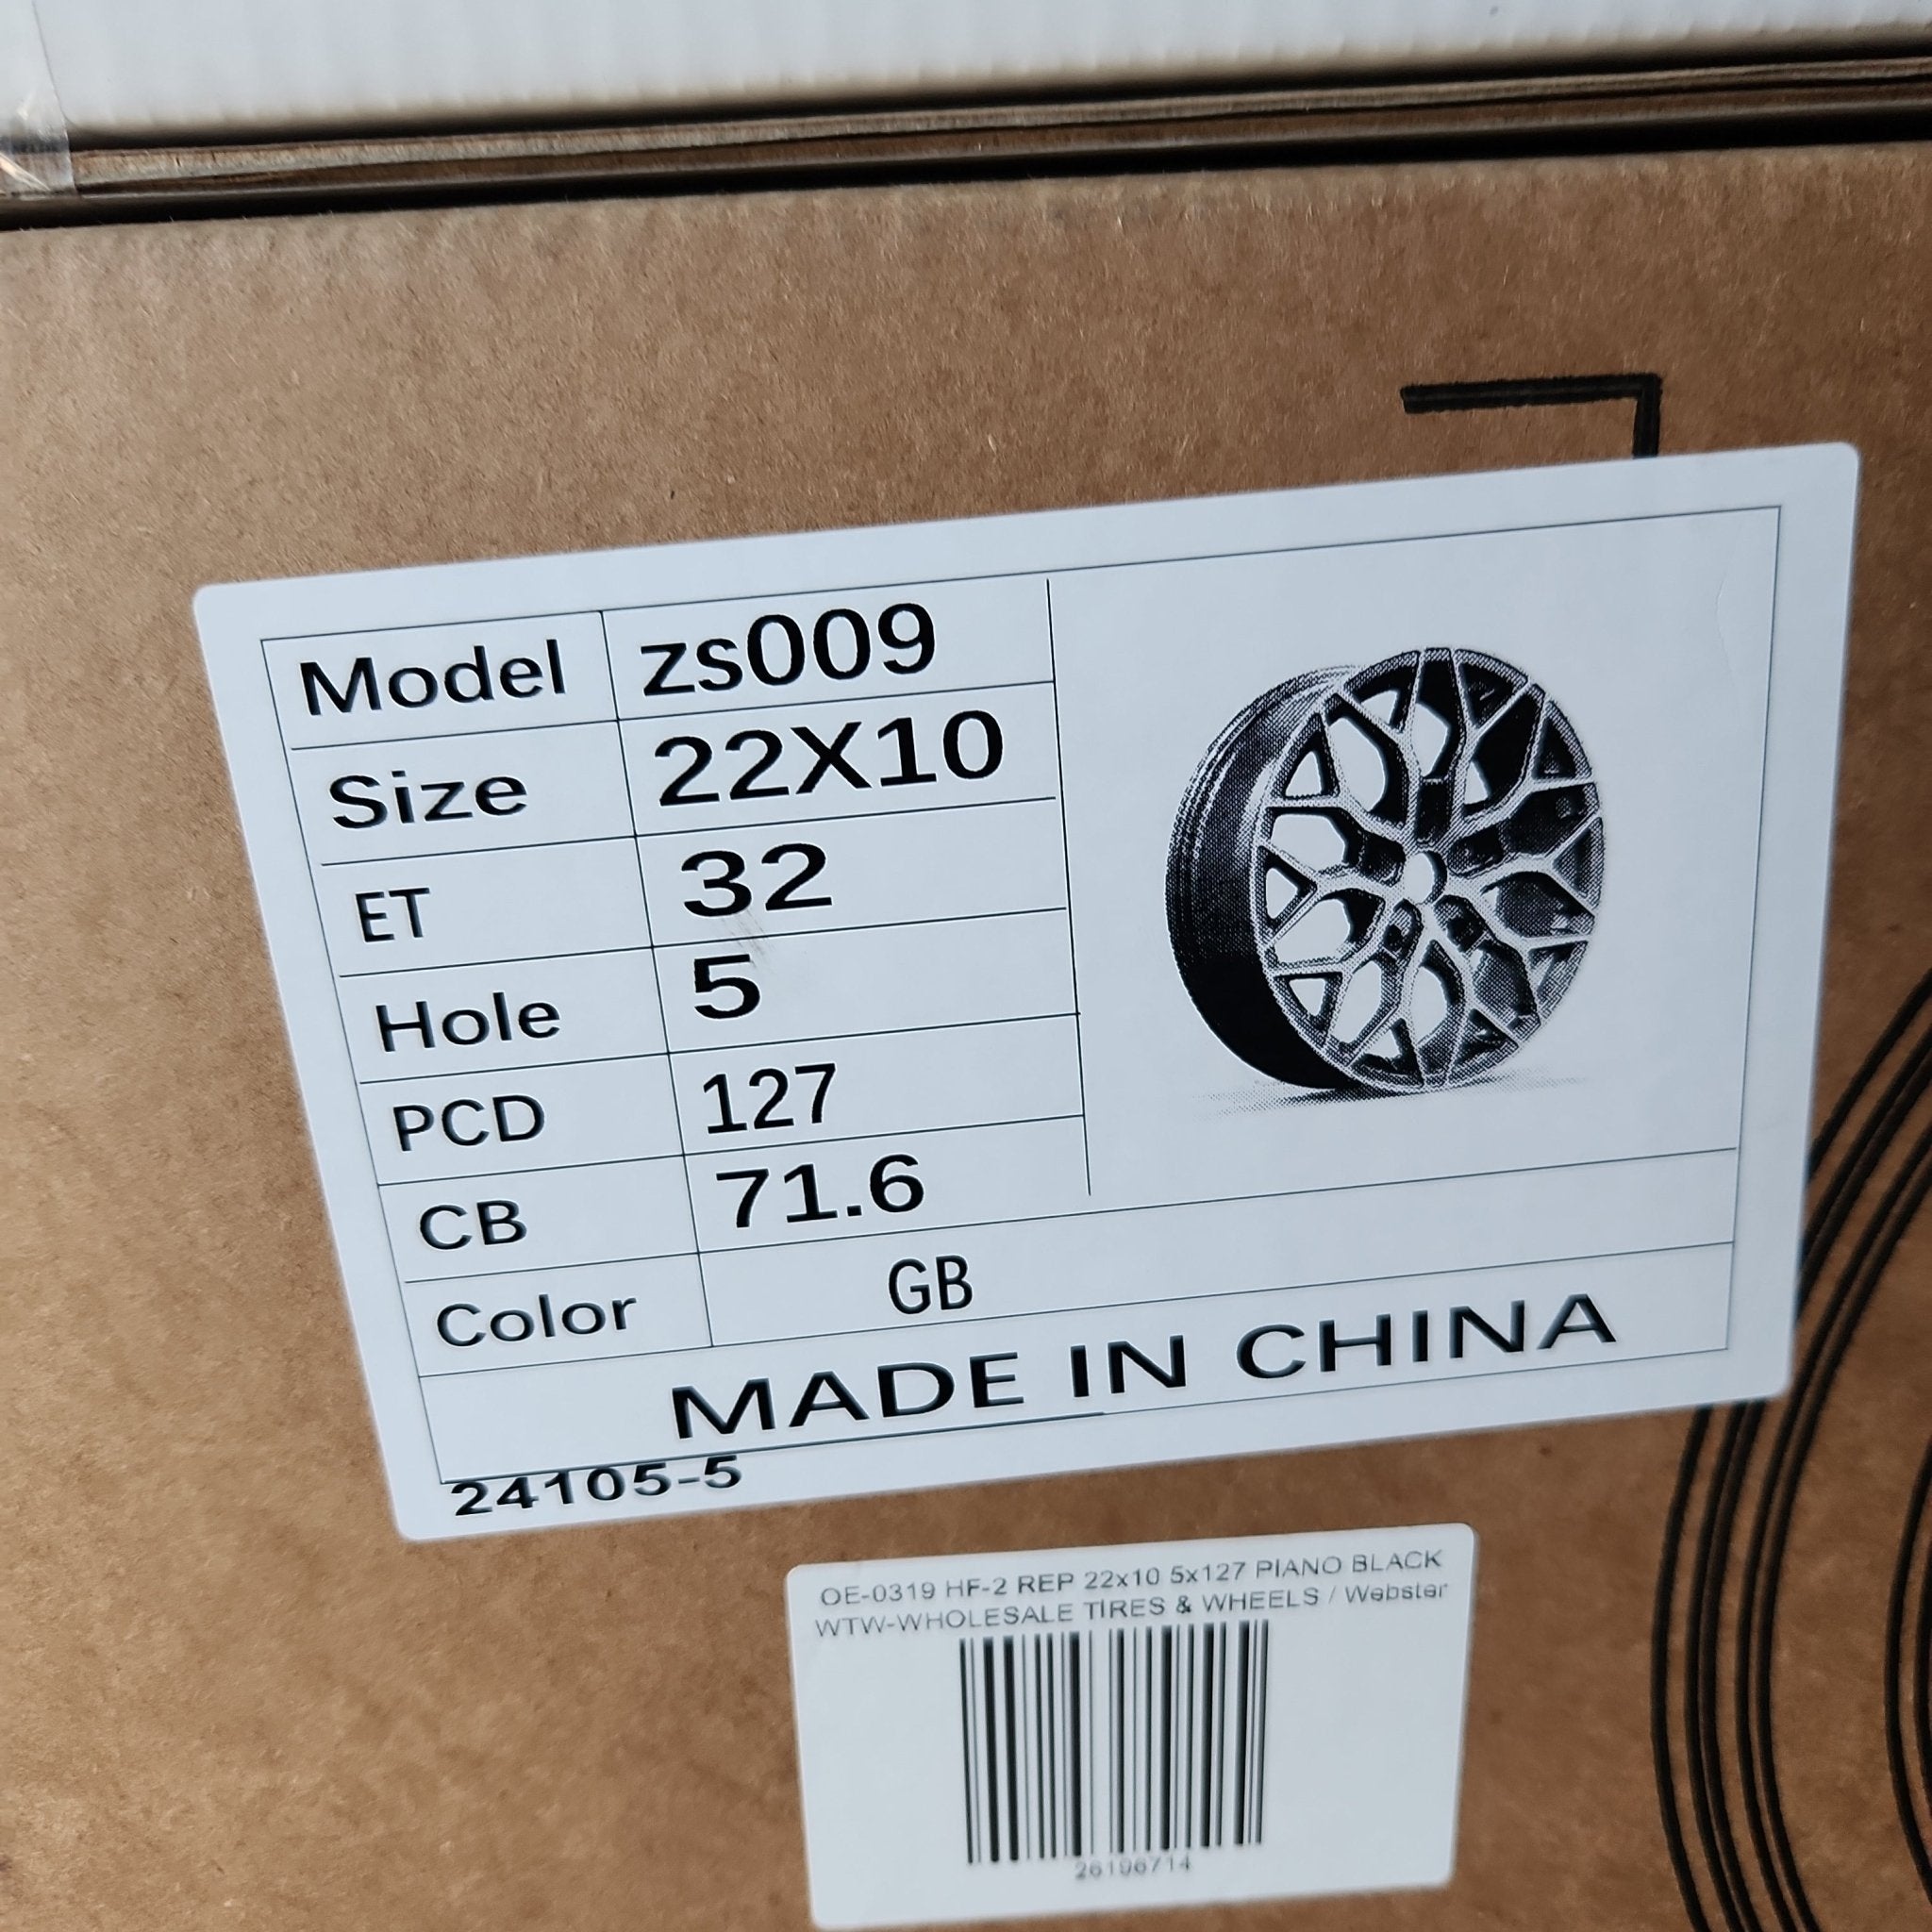 Model zs009
Size 22X10
ET 32
Hole 5
PCD 127
CB 71.6
Color GB
MADE IN CHINA
24105-5
OE-0319 HF-2 REP 22x10 5x127 PIANO BLACK
WTW-WHOLESALE TIRES & WHEELS / Webster
26196714